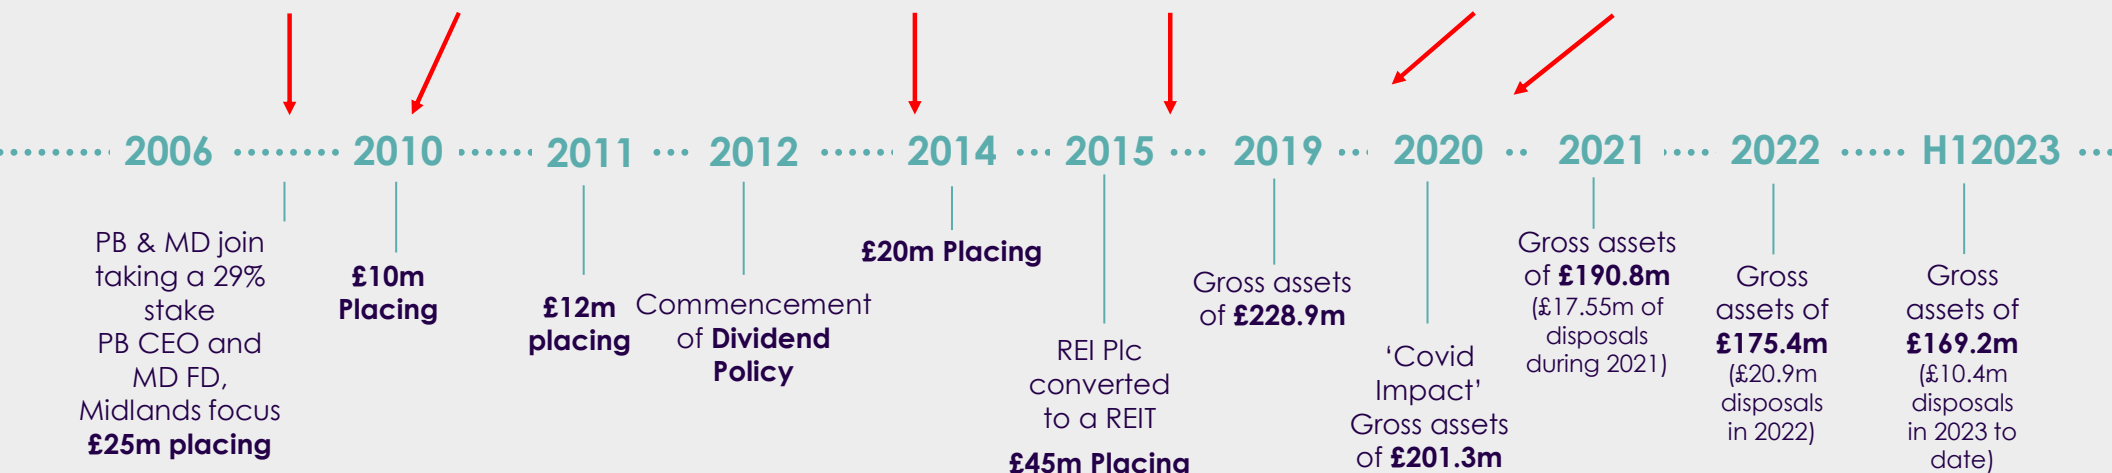 2006
2010
2011
2012
2014
2015
2019
2020
2021
2022
H12023
PB & MD join
taking a 29%
stake
PB CEO and
MD FD,
Midlands focus
£25m placing
£10m
Placing
£12m
placing
Commencement
of Dividend
Policy
£20m Placing
REI Plc
converted
to a REIT
£45m Placing
Gross assets
of £228.9m
‘Covid
Impact’
Gross assets
of £201.3m
Gross assets
of £190.8m
(£17.55m of
disposals
during 2021)
Gross
assets of
£175.4m
(£20.9m
disposals
in 2022)
Gross
assets of
£169.2m
(£10.4m
disposals
in 2023 to
date)